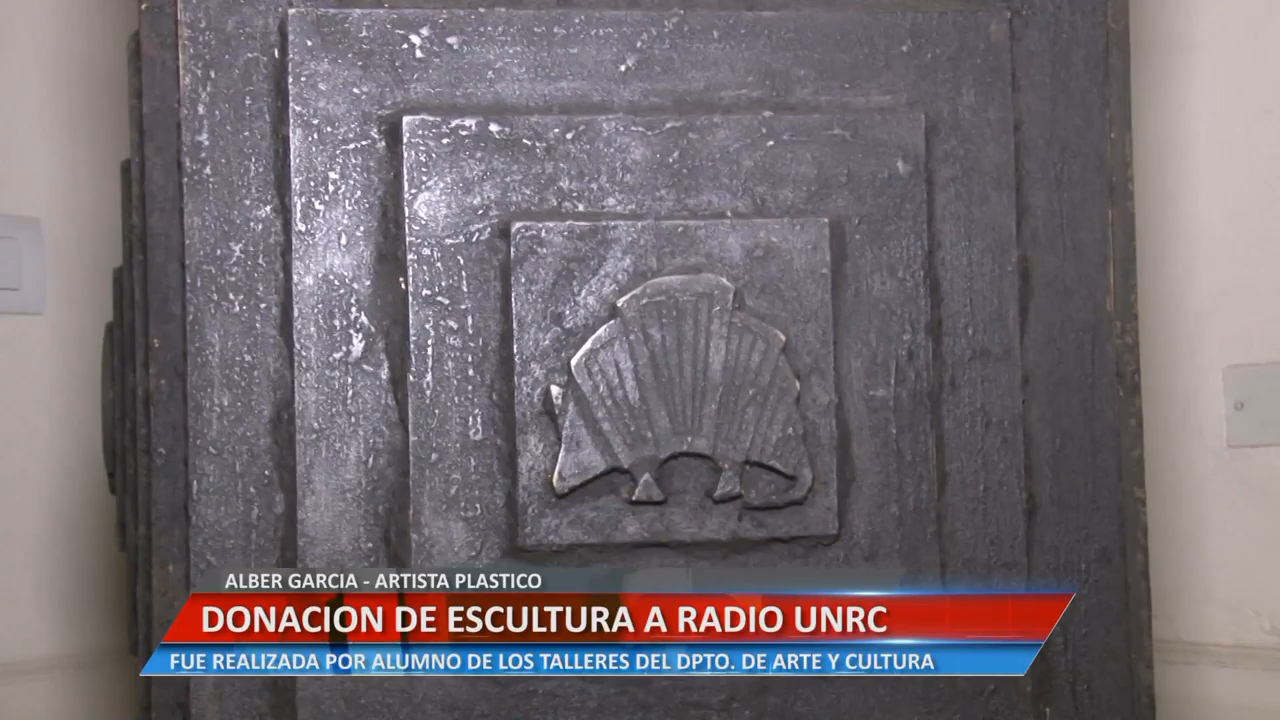 ALBER GARCIA - ARTISTA PLASTICO
DONACION DE ESCULTURA A RADIO UNRC
FUE REALIZADA POR ALUMNO DE LOS TALLERES DEL DPTO. DE ARTE Y CULTURA